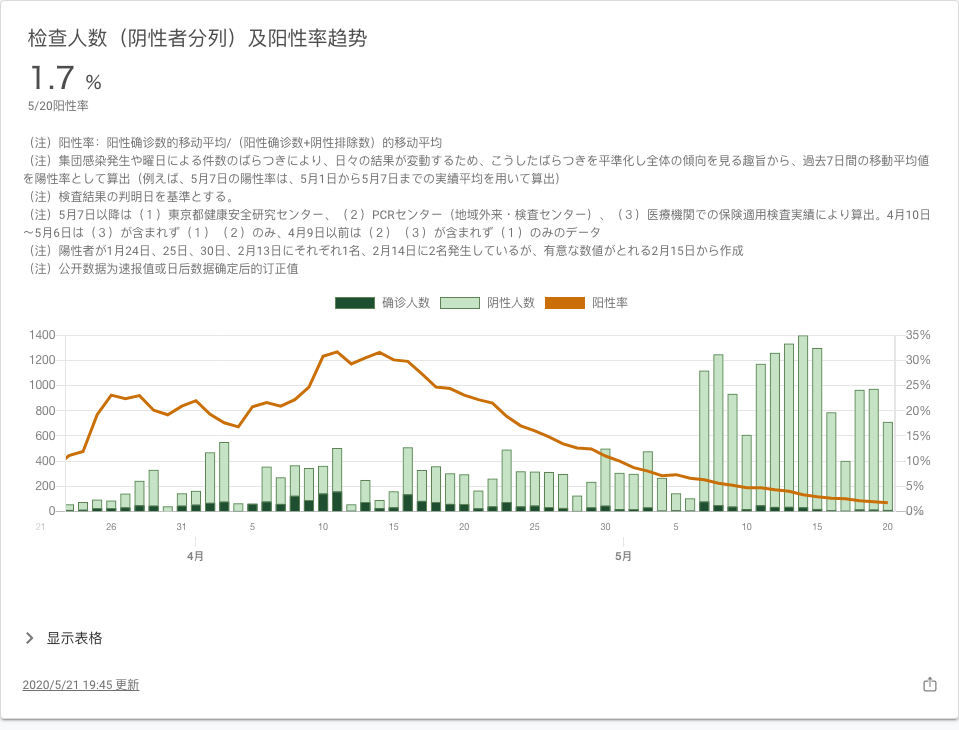 检查人数（阴性者分列）及阳性率趋势
1.7 %
5/20阳性率
（注）阳性率：阳性确诊数的移动平均/（阳性确诊数+阴性排除数）的移动平均
（注）集団感染発生や曜日による件数のばらつきにより、日々の結果が変動するため、こうしたばらつきを平準化し全体の傾向を見る趣旨から、過去7日間の移動平均値
を陽性率として算出（例えば、5月7日の陽性率は、5月1日から5月7日までの実績平均を用いて算出）
（注）検査結果の判明日を基準とする。
（注）5月7日以降は（１）東京都健康安全研究センター、（２）PCRセンター（地域外来・検査センター）、（３）医療機関での保険適用検査実績により算出。4月10日
～5月6日は（３）が含まれず（１）（２）のみ、4月9日以前は（２）（３）が含まれず（１）のみのデータ
（注）陽性者が1月24日、25日、30日、2月13日にそれぞれ1名、2月14日に2名発生しているが、有意な数値がとれる2月15日から作成
（注）公开数据为速报值或日后数据确定后的订正值
确诊人数 阴性人数 阳性率
1400 35%
1200 30%
1000 25%
800 20%
600 15%
400 10%
200 5%
0 0%
21 26 31 5 10 15 20 25 30 5 10 15 20
4月 5月
显示表格
2020/5/21 19:45 更新